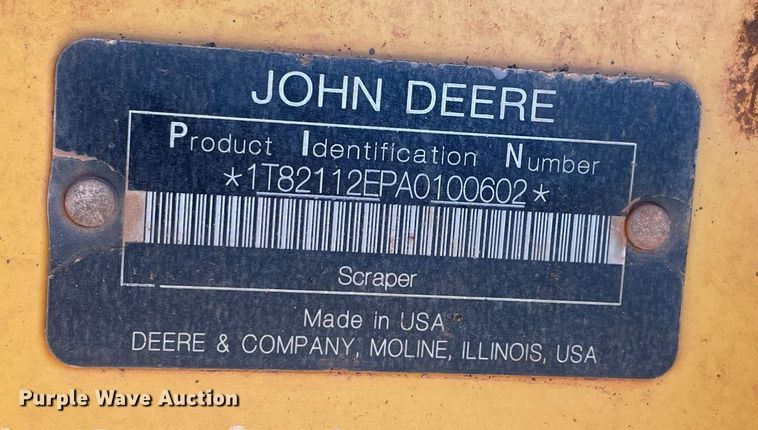 JOHN DEERE
Product Identification Number
*1T82112EPA0100602*
Scraper
Made in USA
DEERE & COMPANY, MOLINE, ILLINOIS, USA
Purple Wave Auction